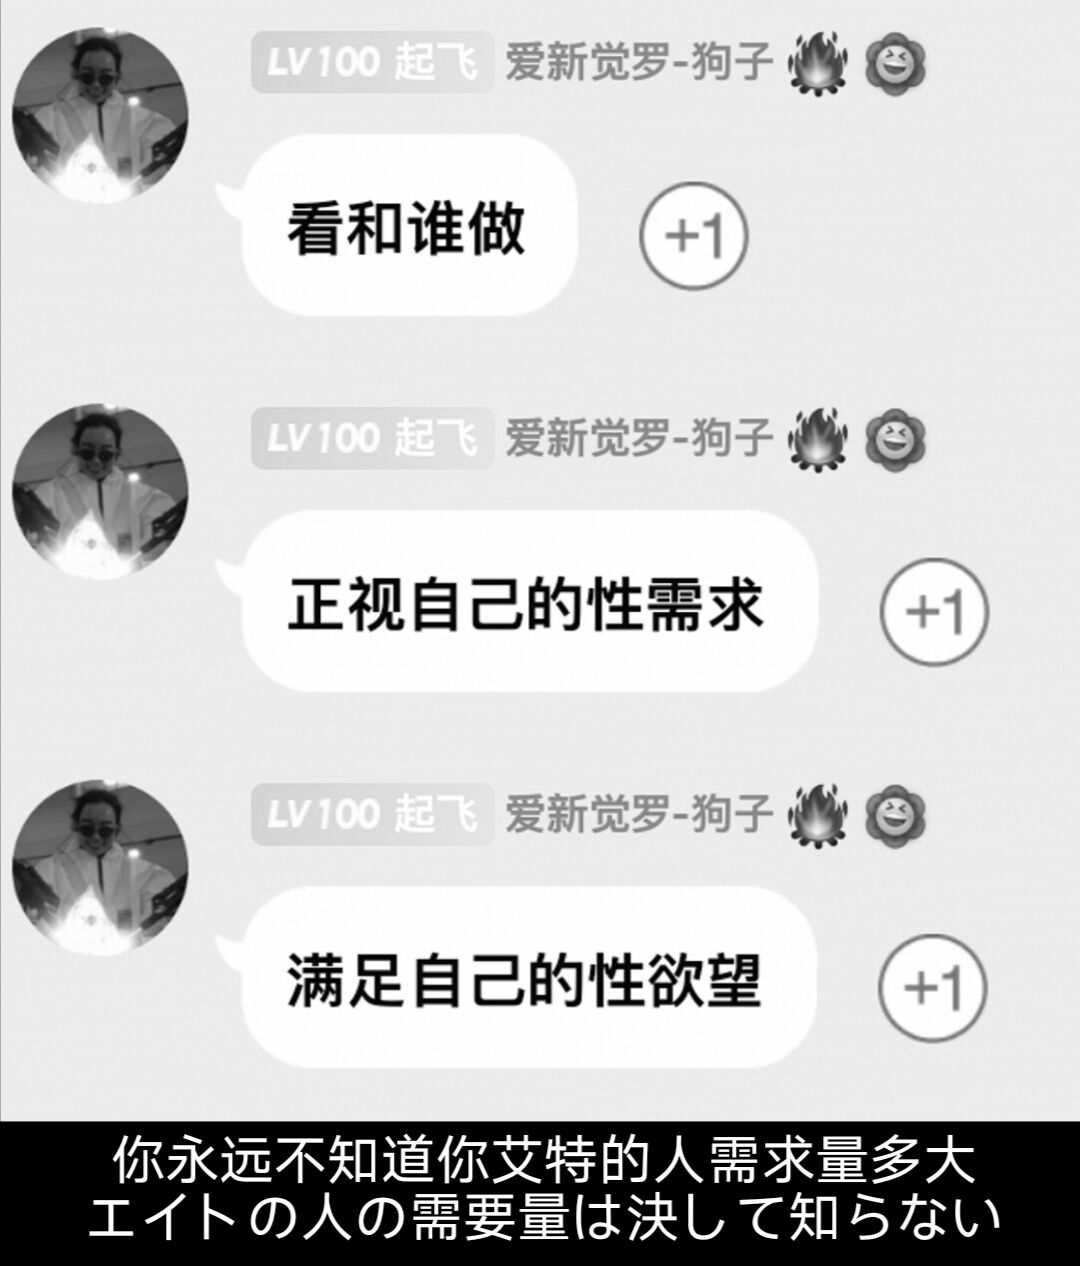 LV100 起飞 爱新觉罗-狗子
看和谁做
+1
LV100 起飞 爱新觉罗-狗子
正视自己的性需求
+1
LV100 起飞 爱新觉罗-狗子
满足自己的性欲望
+1
你永远不知道你艾特的人需求量多大
エイトの人の需要量は決して知らない